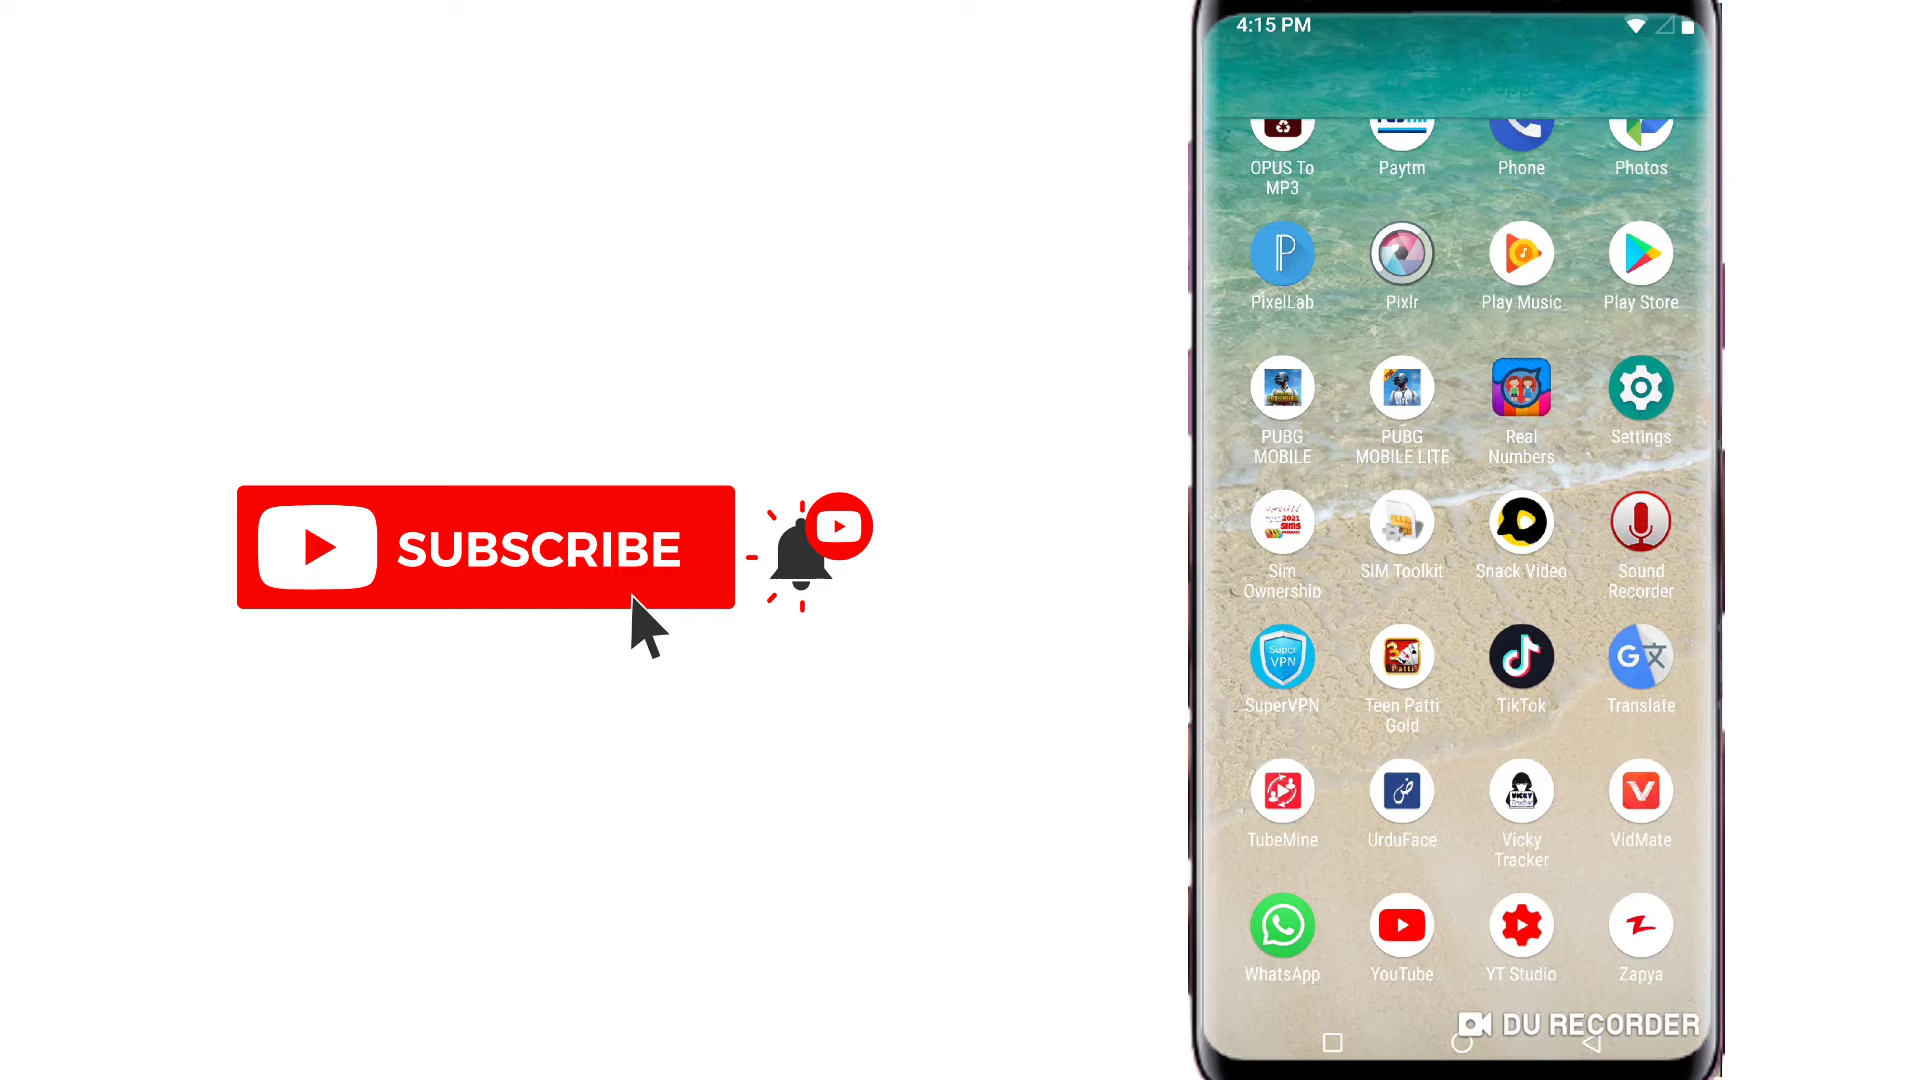 4:15 PM
OPUS To
MP3
Paytm
Phone
Photos
PixelLab
Pixlr
Play Music
Play Store
PUBG
MOBILE
PUBG
MOBILE LITE
Real
Numbers
Settings
Sim
Ownership
SIM Toolkit
Snack Video
Sound
Recorder
Super
VPN
SuperVPN
Teen Patti
Gold
TikTok
Translate
TubeMine
UrduFace
Vicky
Tracker
VidMate
WhatsApp
YouTube
YT Studio
Zapya
DU RECORDER
SUBSCRIBE